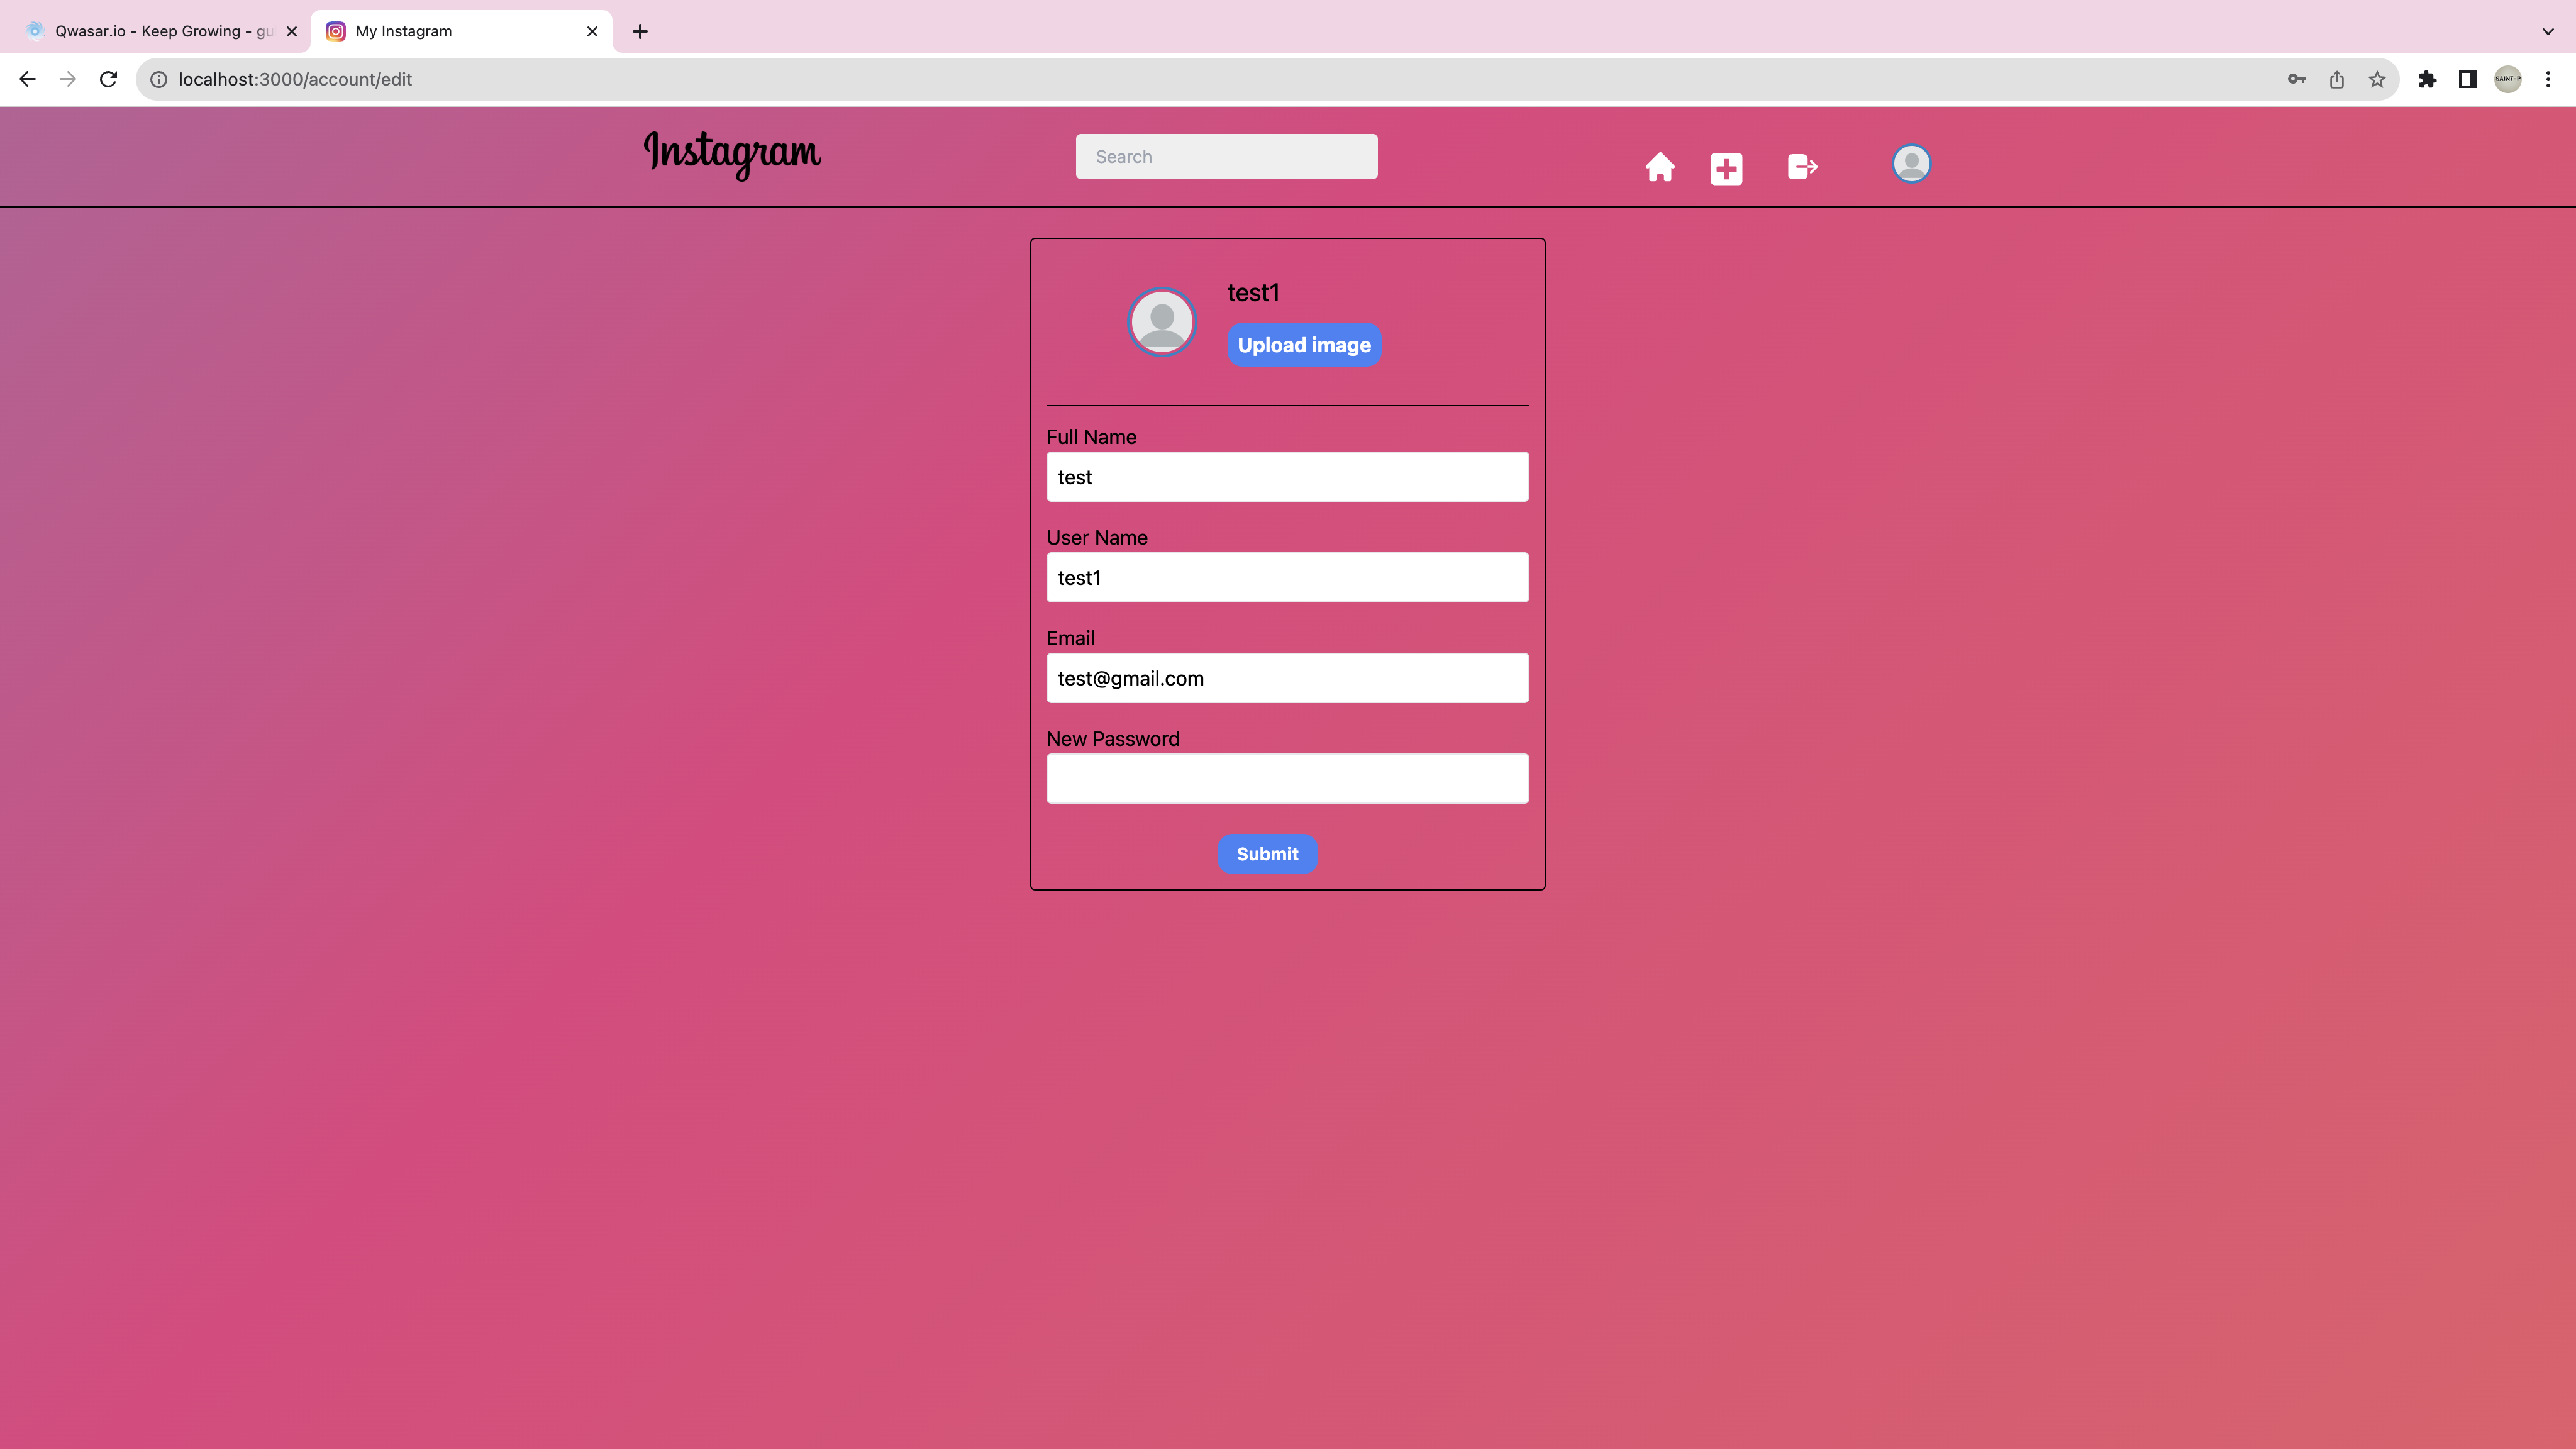 Qwasar.io - Keep Growing - gu
My Instagram
localhost:3000/account/edit
SAINT-P
Instagram
Search
test1
Upload image
Full Name
test
User Name
test1
Email
test@gmail.com
New Password
Submit